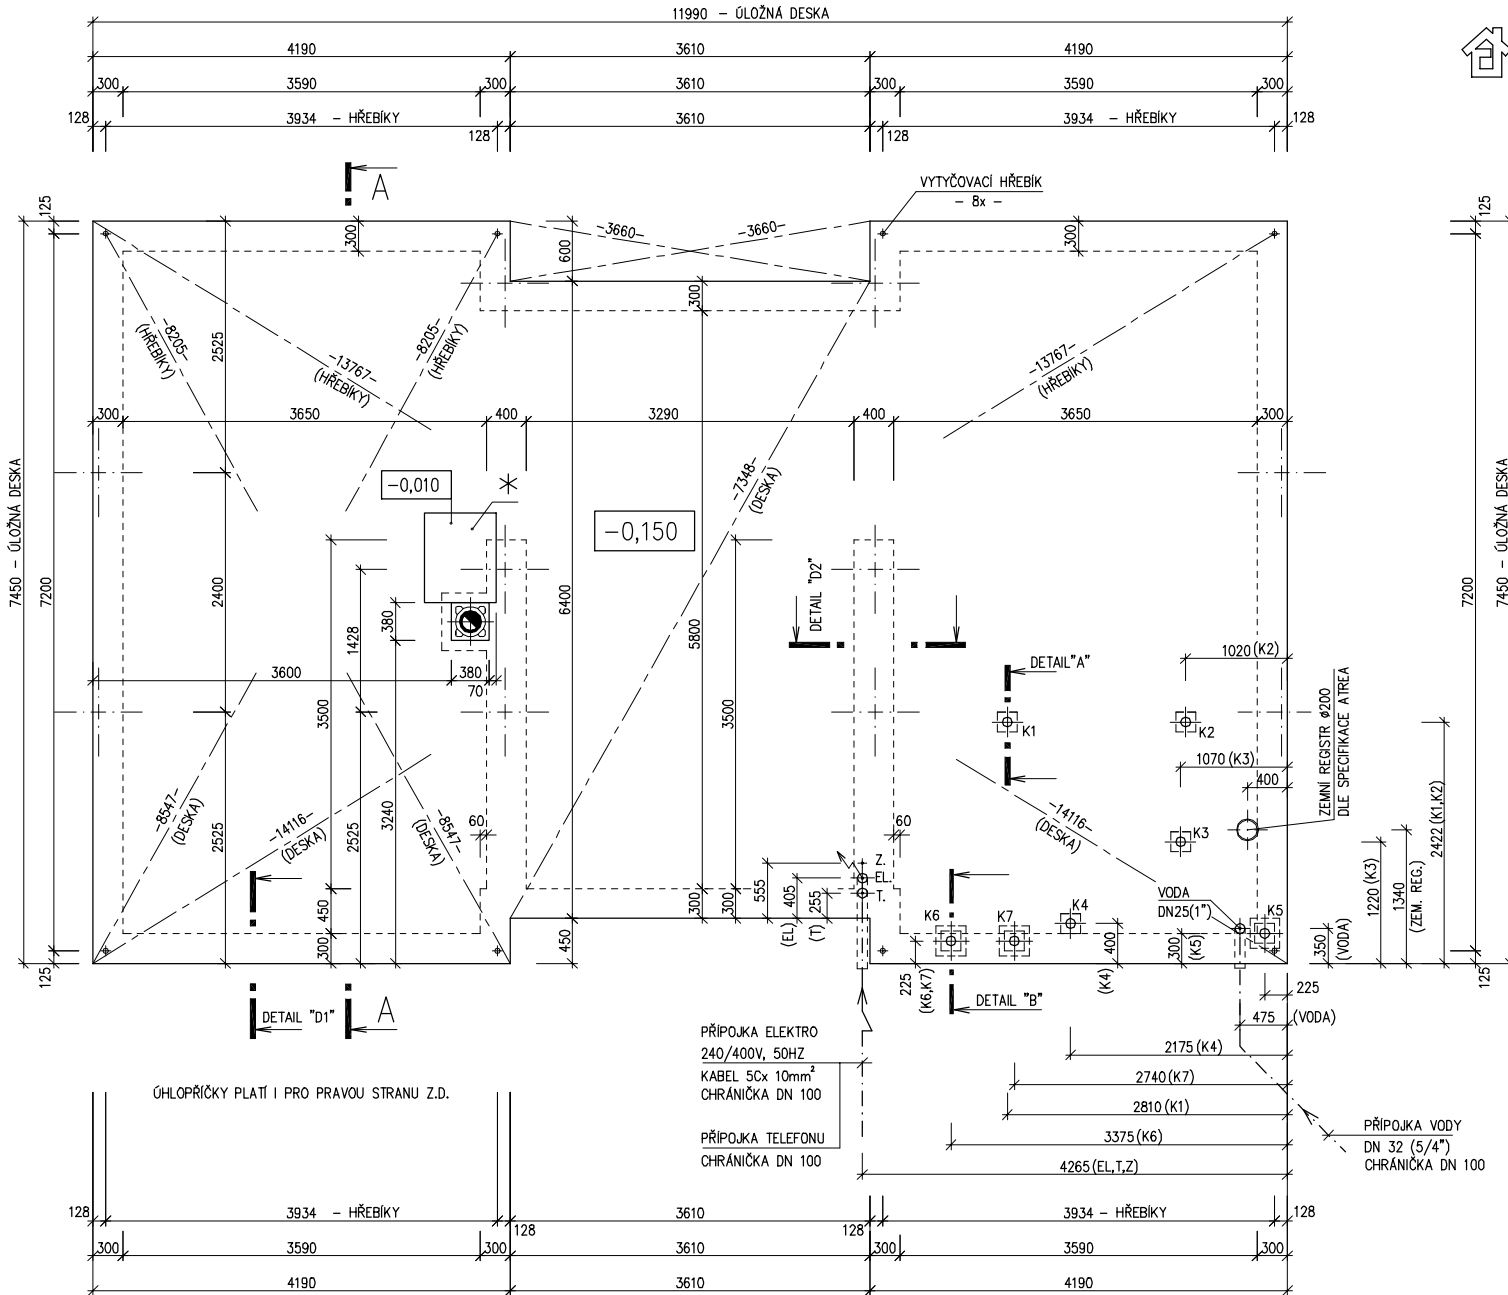 11990 - ÚLOŽNÁ DESKA
4190 3610 4190
300 3590 300 3610 300 3590 300
128 3934 - HŘEBÍKY 128 3610 128 3934 - HŘEBÍKY 128
A
VYTYČOVACÍ HŘEBÍK
- 8x -
125 300 600 -3660- -3660- 300 125
300
-8205-
(HŘEBÍKY)
2525
-13767-
(HŘEBÍKY)
-8205-
(HŘEBÍKY)
-13767-
(HŘEBÍKY)
300 3650 400 3290 400 3650 300
7450 - ÚLOŽNÁ DESKA
7200
-0,010
*
-7348-
(DESKA)
-0,150
7200
7450 - ÚLOŽNÁ DESKA
2400
1428
380
6400
5800
DETAIL "D2"
3600 380
70
3500
3500
DETAIL"A"
1020 (K2)
K1
K2
ZEMNÍ REGISTR ø200
DLE SPECIFIKACE ATREA
1070 (K3)
400
-8547-
(DESKA)
2525
-14116-
(DESKA)
2525
3240
-8547-
(DESKA)
60
60
-14116-
(DESKA)
K3
2422 (K1,K2)
1340
(ZEM. REG.)
1220 (K3)
Z.
EL.
T.
555
405
(EL)
255
(T)
300
300
450
300
450
VODA
DN25(1")
K4
K5
K6
K7
400
(K4)
300
(K5)
350
(VODA)
125
125
225
(K6,K7)
225
475 (VODA)
DETAIL "D1"
A
DETAIL "B"
PŘÍPOJKA ELEKTRO
240/400V, 50HZ
KABEL 5Cx 10mm²
CHRÁNIČKA DN 100
PŘÍPOJKA TELEFONU
CHRÁNIČKA DN 100
2175 (K4)
2740 (K7)
2810 (K1)
3375 (K6)
4265 (EL,T,Z)
ÚHLOPŘÍČKY PLATÍ I PRO PRAVOU STRANU Z.D.
PŘÍPOJKA VODY
DN 32 (5/4")
CHRÁNIČKA DN 100
128 3934 - HŘEBÍKY 128 3610 128 3934 - HŘEBÍKY 128
300 3590 300 3610 300 3590 300
4190 3610 4190